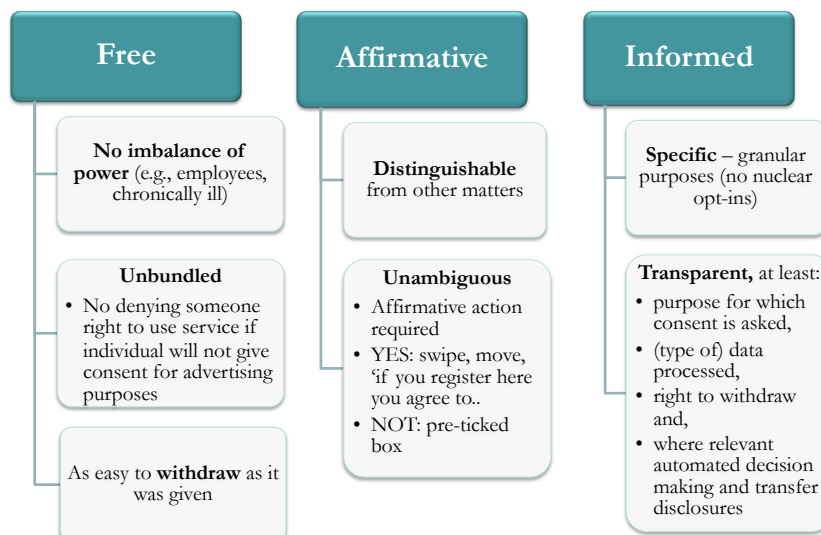 Free
No imbalance of
power (e.g., employees,
chronically ill)
Unbundled
• No denying someone
right to use service if
individual will not give
consent for advertising
purposes
As easy to withdraw as it
was given
Affirmative
Distinguishable
from other matters
Unambiguous
• Affirmative action
required
• YES: swipe, move,
‘if you register here
you agree to..
• NOT: pre-ticked
box
Informed
Specific – granular
purposes (no nuclear
opt-ins)
Transparent, at least:
• purpose for which
consent is asked,
• (type of) data
processed,
• right to withdraw
and,
• where relevant
automated decision
making and transfer
disclosures